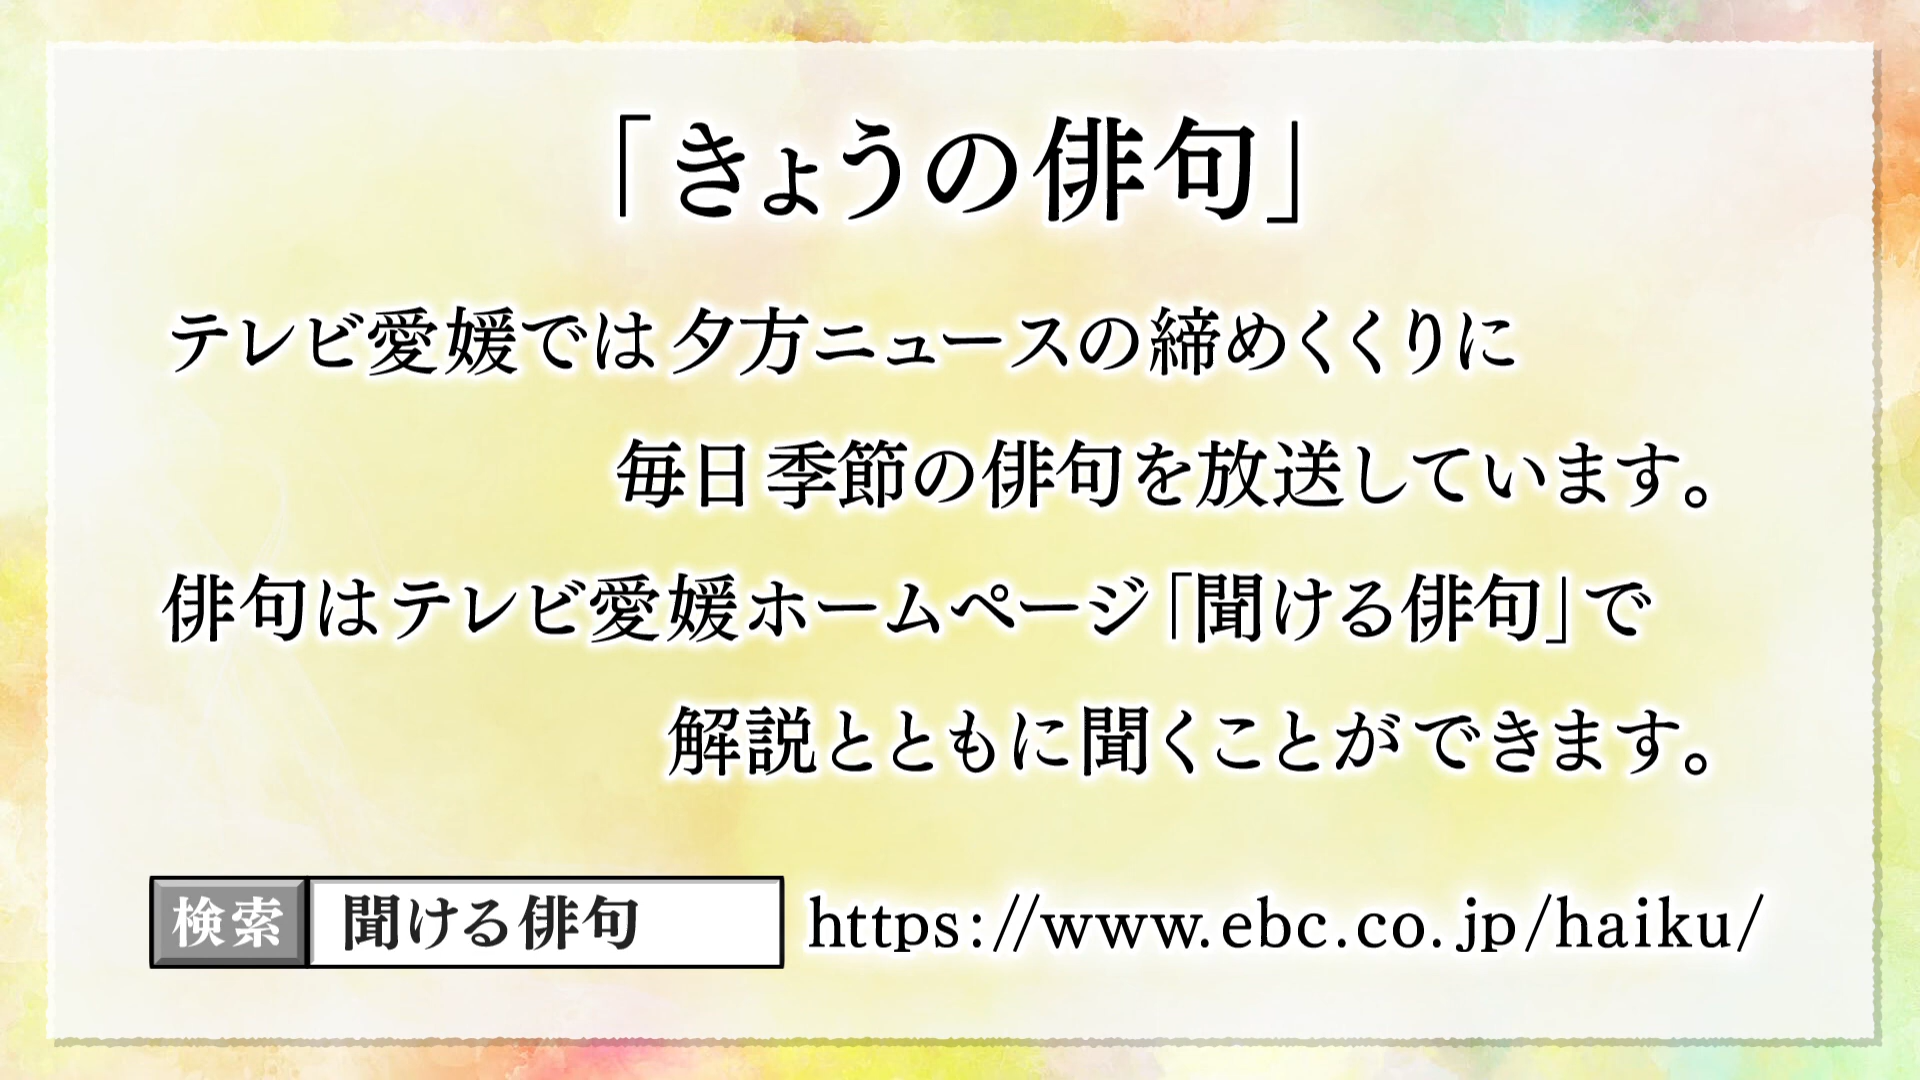 「きょうの俳句」
テレビ愛媛では夕方ニュースの締めくくりに
毎日季節の俳句を放送しています。
俳句はテレビ愛媛ホームページ「聞ける俳句」で
解説とともに聞くことができます。
検索 聞ける俳句 https://www.ebc.co.jp/haiku/